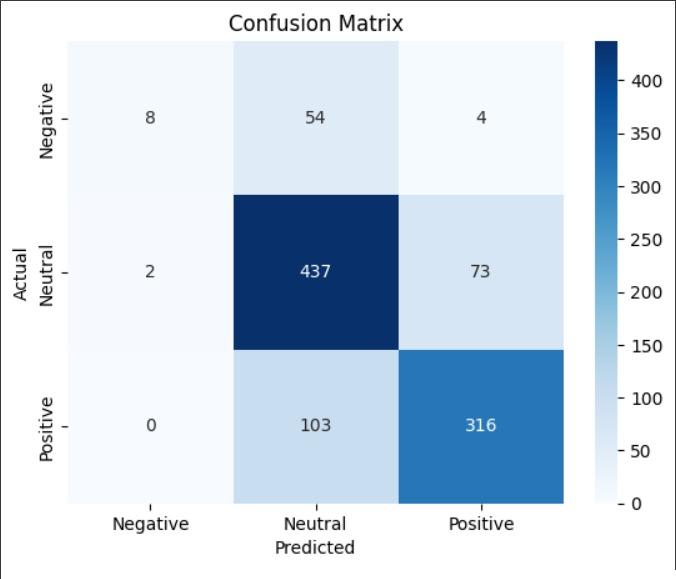 Confusion Matrix
Actual
Negative
8 54 4
Neutral
2 437 73
Positive
0 103 316
Negative Neutral Positive
Predicted
400
350
300
250
200
150
100
50
0